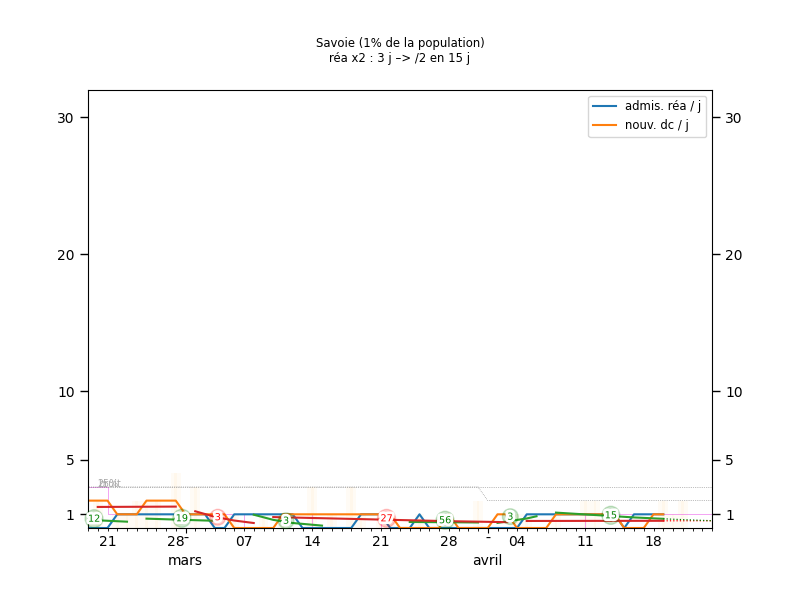 Savoie (1% de la population)
réa x2 : 3 j –> /2 en 15 j
admis. réa / j
nouv. dc / j
30 30
20 20
10 10
5 5
1 1
12 19 3 3 27 56 3 15
21 28 07 14 21 28 04 11 18
mars avril